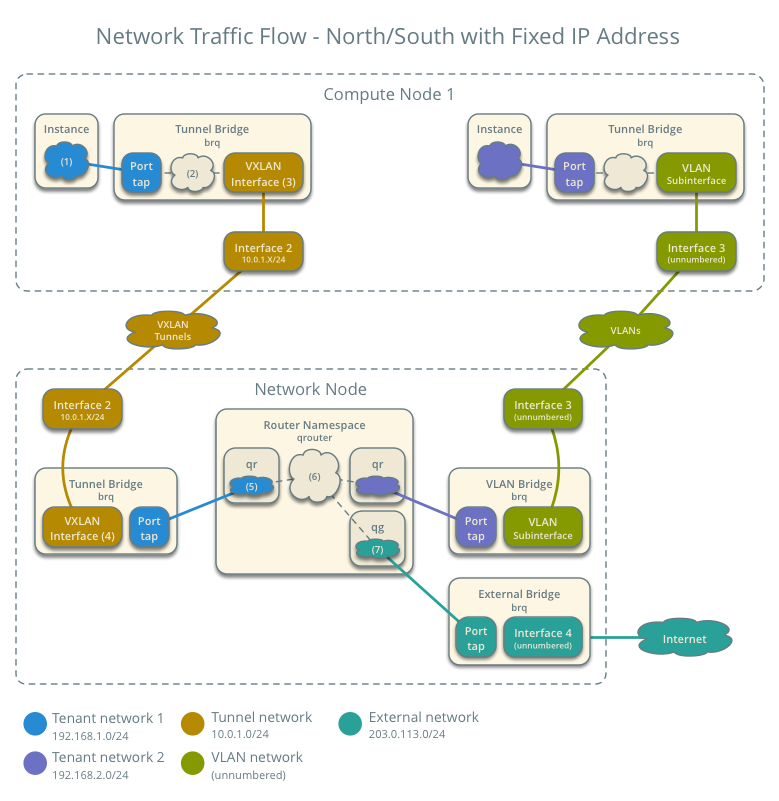 Network Traffic Flow - North/South with Fixed IP Address
Compute Node 1
Instance
(1)
Tunnel Bridge
brq
Port
tap
(2)
VXLAN
Interface (3)
Instance
Tunnel Bridge
brq
Port
tap
VLAN
Subinterface
Interface 2
10.0.1.X/24
Interface 3
(unnumbered)
VXLAN
Tunnels
VLANs
Network Node
Interface 2
10.0.1.X/24
Interface 3
(unnumbered)
Router Namespace
qrouter
qr
(5)
(6)
qr
qg
(7)
Tunnel Bridge
brq
VXLAN
Interface (4)
Port
tap
VLAN Bridge
brq
Port
tap
VLAN
Subinterface
External Bridge
brq
Port
tap
Interface 4
(unnumbered)
Internet
Tenant network 1
192.168.1.0/24
Tunnel network
10.0.1.0/24
External network
203.0.113.0/24
Tenant network 2
192.168.2.0/24
VLAN network
(unnumbered)